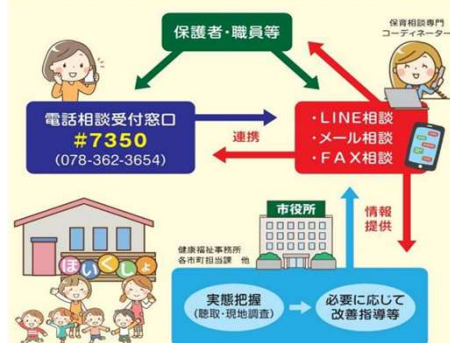 保護者・職員等
保育相談専門
コーディネーター
電話相談受付窓口
#7350
(078-362-3654)
連携
・LINE相談
・メール相談
・FAX相談
市役所
情報
提供
健康福祉事務所
各市町担当課 他
ほいくしょ
実態把握
(聴取・現地調査)
必要に応じて
改善指導等